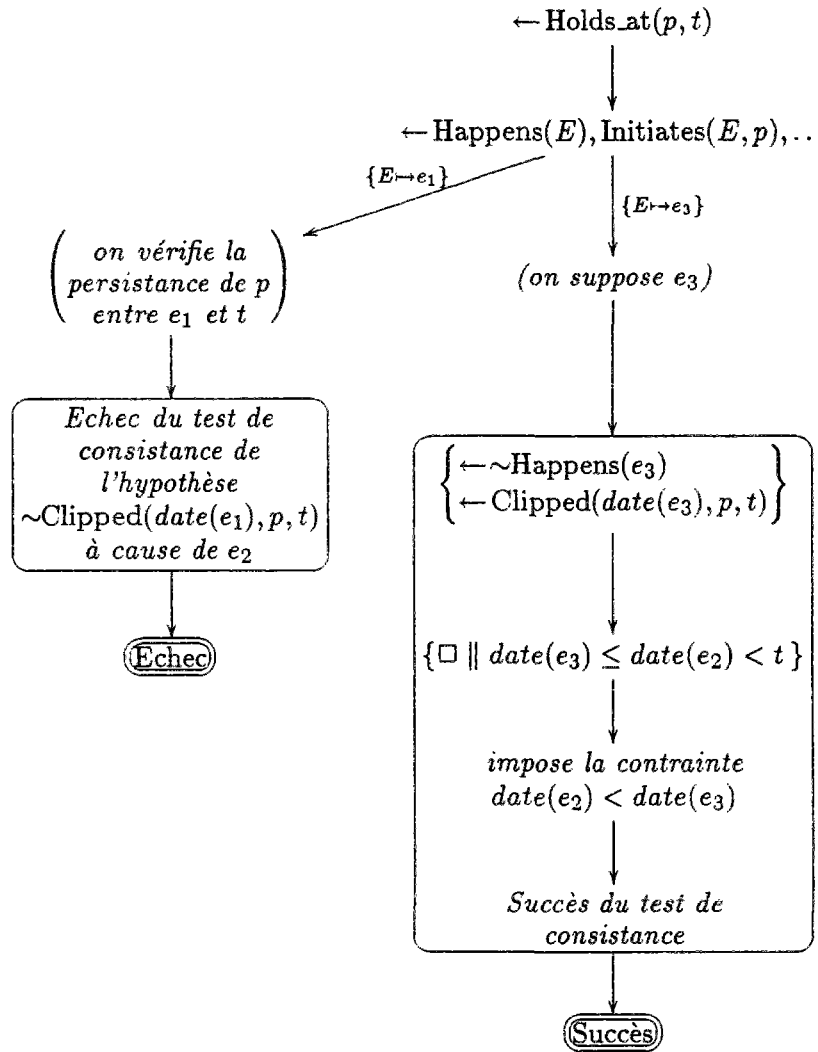 ← Holds_at(p, t)
← Happens(E), Initiates(E, p), ..
{E↦e₁}
{E↦e₃}
on vérifie la
persistance de p
entre e₁ et t
(on suppose e₃)
Echec du test de
consistance de
l'hypothèse
~Clipped(date(e₁), p, t)
à cause de e₂
Echec
← ~Happens(e₃)
← Clipped(date(e₃), p, t)
{□ ∥ date(e₃) ≤ date(e₂) < t}
impose la contrainte
date(e₂) < date(e₃)
Succès du test de
consistance
Succès